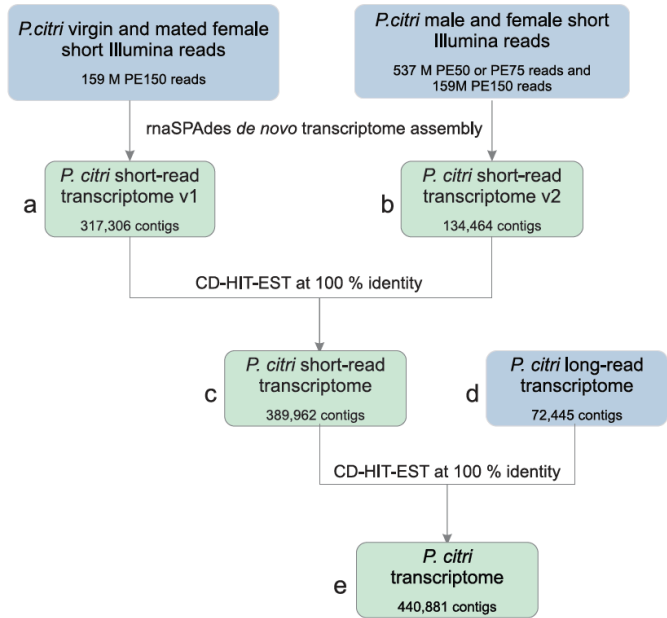 P.citri virgin and mated female
short Illumina reads
159 M PE150 reads
P.citri male and female short
Illumina reads
537 M PE50 or PE75 reads and
159M PE150 reads
rnaSPAdes de novo transcriptome assembly
a
P. citri short-read
transcriptome v1
317,306 contigs
b
P. citri short-read
transcriptome v2
134,464 contigs
CD-HIT-EST at 100 % identity
c
P. citri short-read
transcriptome
389,962 contigs
d
P. citri long-read
transcriptome
72,445 contigs
CD-HIT-EST at 100 % identity
e
P. citri
transcriptome
440,881 contigs